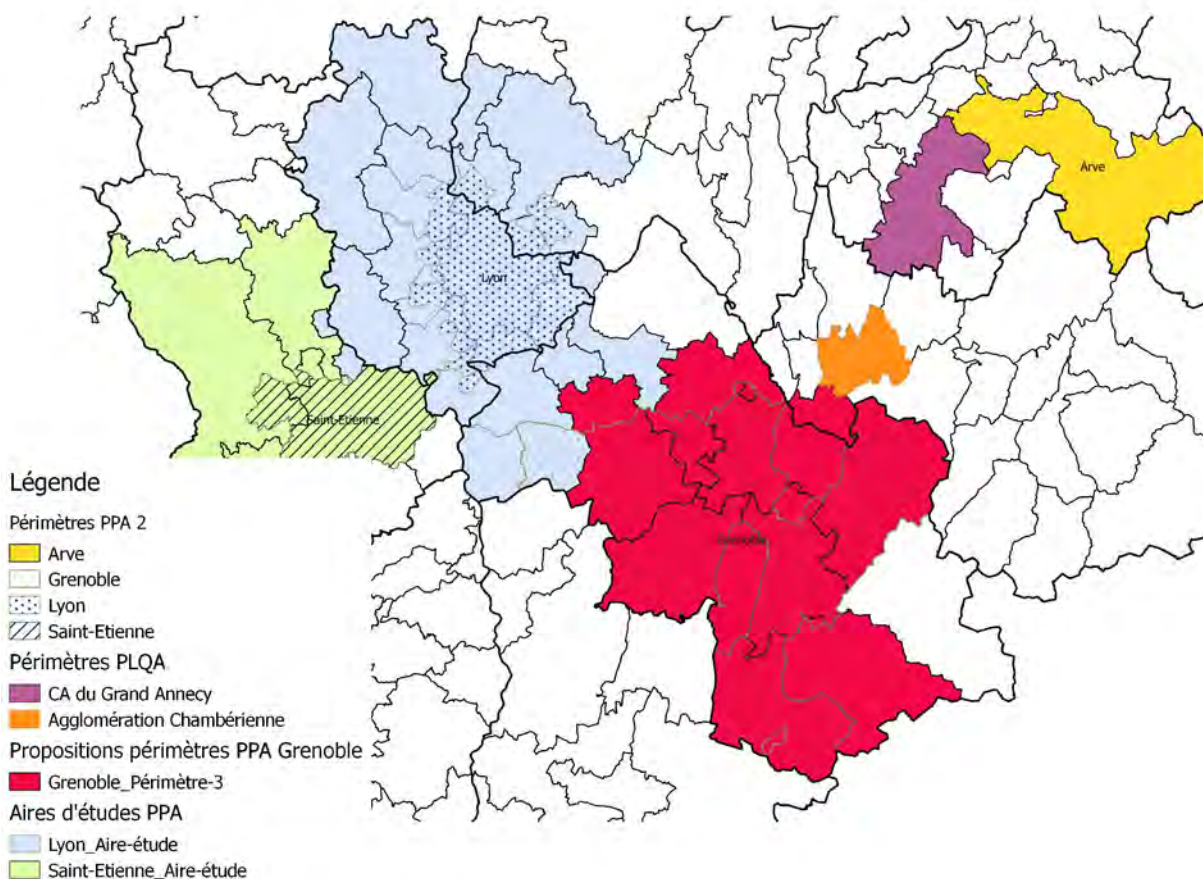 Arve
Lyon
Saint-Etienne
Grenoble
Légende
Périmètres PPA 2
Arve
Grenoble
Lyon
Saint-Etienne
Périmètres PLQA
CA du Grand Annecy
Agglomération Chambérienne
Propositions périmètres PPA Grenoble
Grenoble_Périmètre-3
Aires d'études PPA
Lyon_Aire-étude
Saint-Etienne_Aire-étude